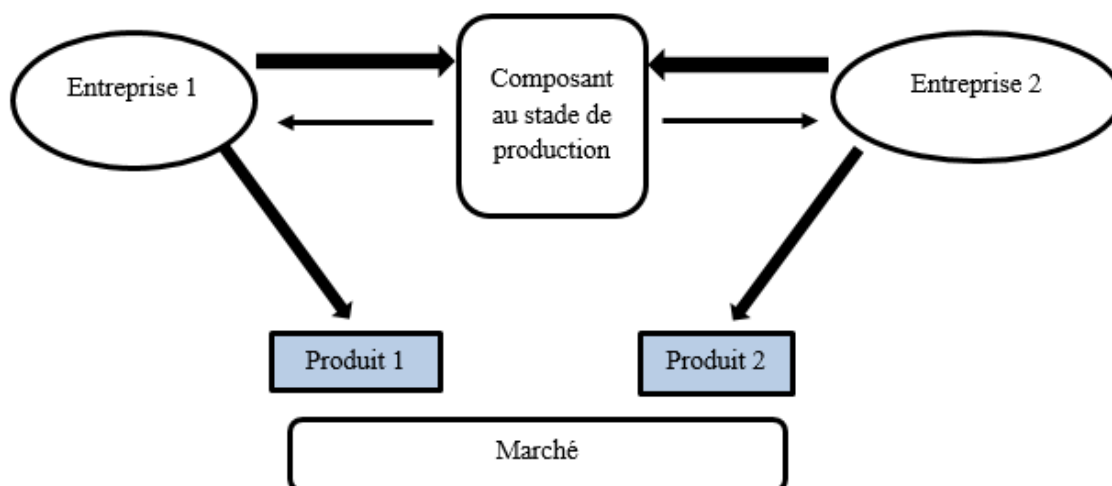 Entreprise 1
Composant
au stade de
production
Entreprise 2
Produit 1
Produit 2
Marché